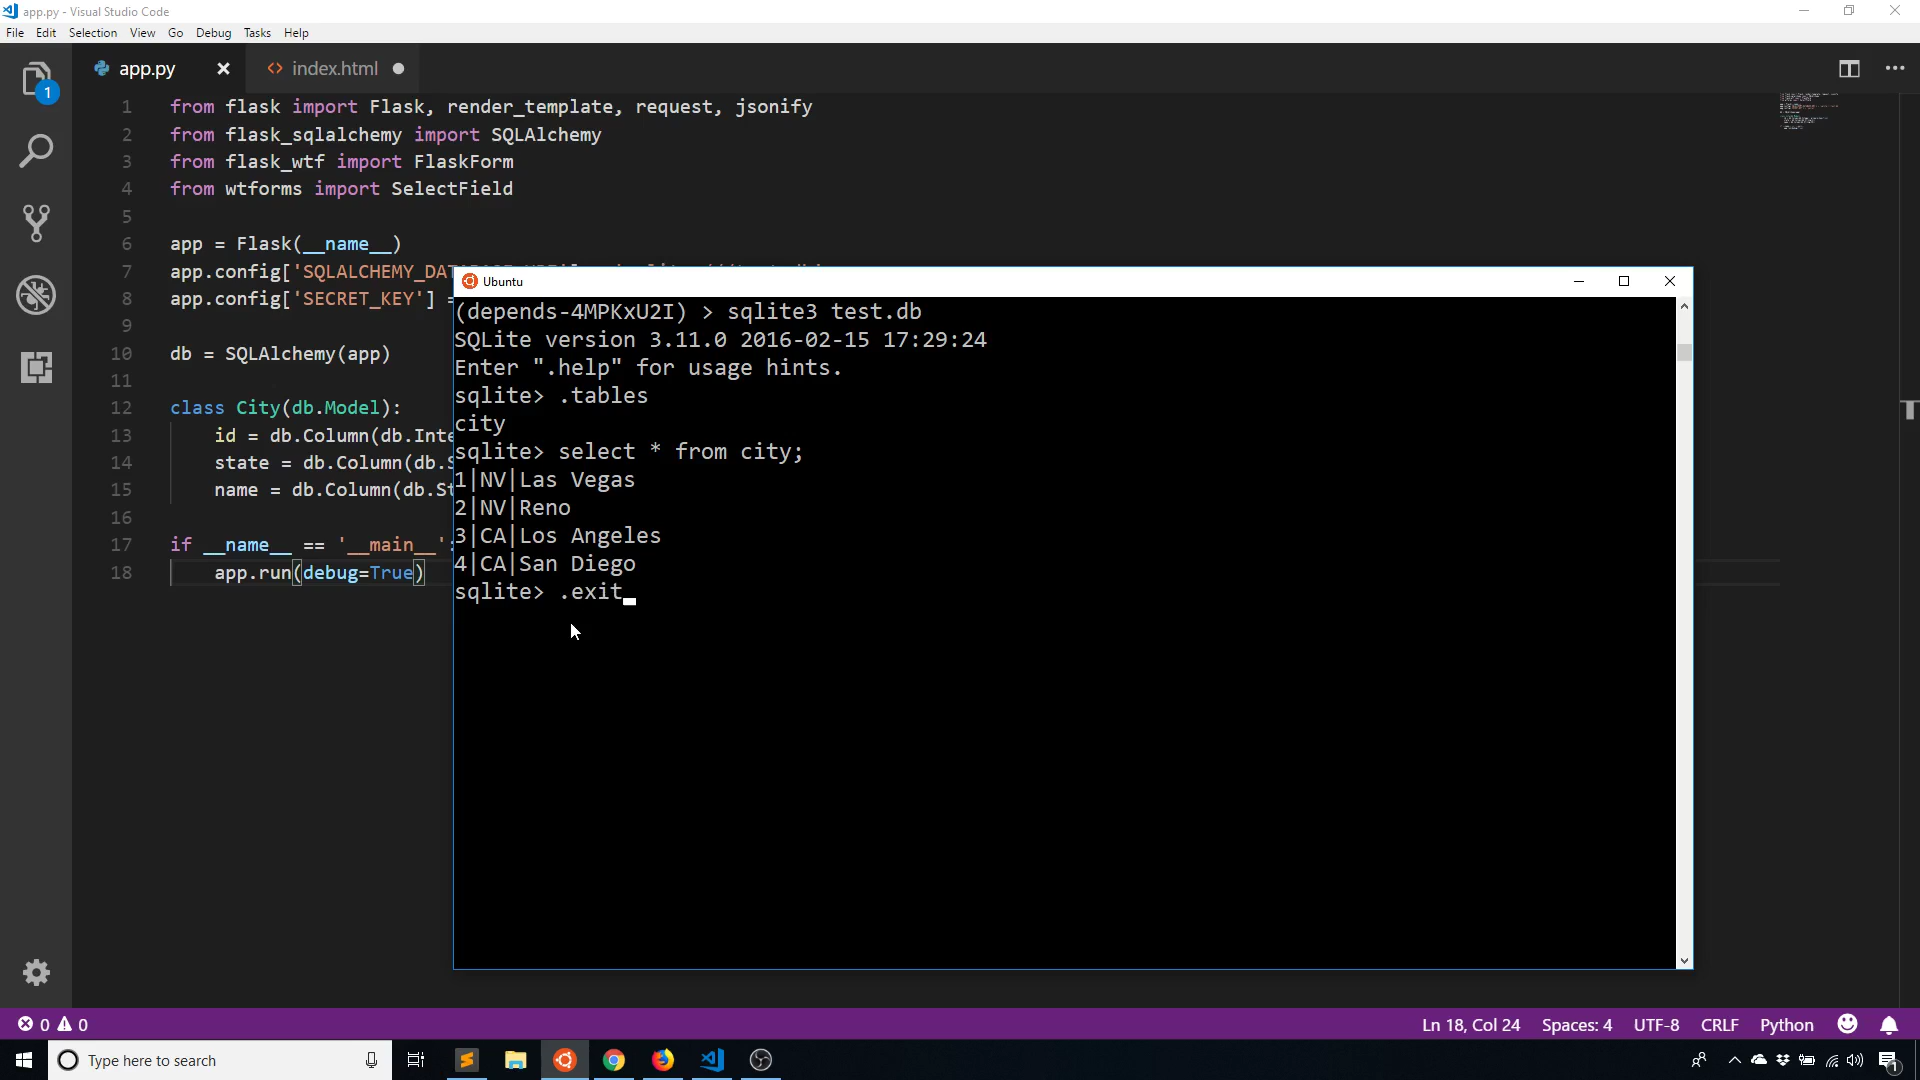 app.py - Visual Studio Code
File Edit Selection View Go Debug Tasks Help
1
app.py
index.html
1 from flask import Flask, render_template, request, jsonify
2 from flask_sqlalchemy import SQLAlchemy
3 from flask_wtf import FlaskForm
4 from wtforms import SelectField
5
6 app = Flask(__name__)
7 app.config['SQLALCHEMY_DA
8 app.config['SECRET_KEY'] =
9
10 db = SQLAlchemy(app)
11
12 class City(db.Model):
13 id = db.Column(db.Inte
14 state = db.Column(db.S
15 name = db.Column(db.St
16
17 if __name__ == '__main__':
18 app.run(debug=True)
Ubuntu
(depends-4MPKxU2I) > sqlite3 test.db
SQLite version 3.11.0 2016-02-15 17:29:24
Enter ".help" for usage hints.
sqlite> .tables
city
sqlite> select * from city;
1|NV|Las Vegas
2|NV|Reno
3|CA|Los Angeles
4|CA|San Diego
sqlite> .exit
0 0
Ln 18, Col 24 Spaces: 4 UTF-8 CRLF Python
Type here to search
1